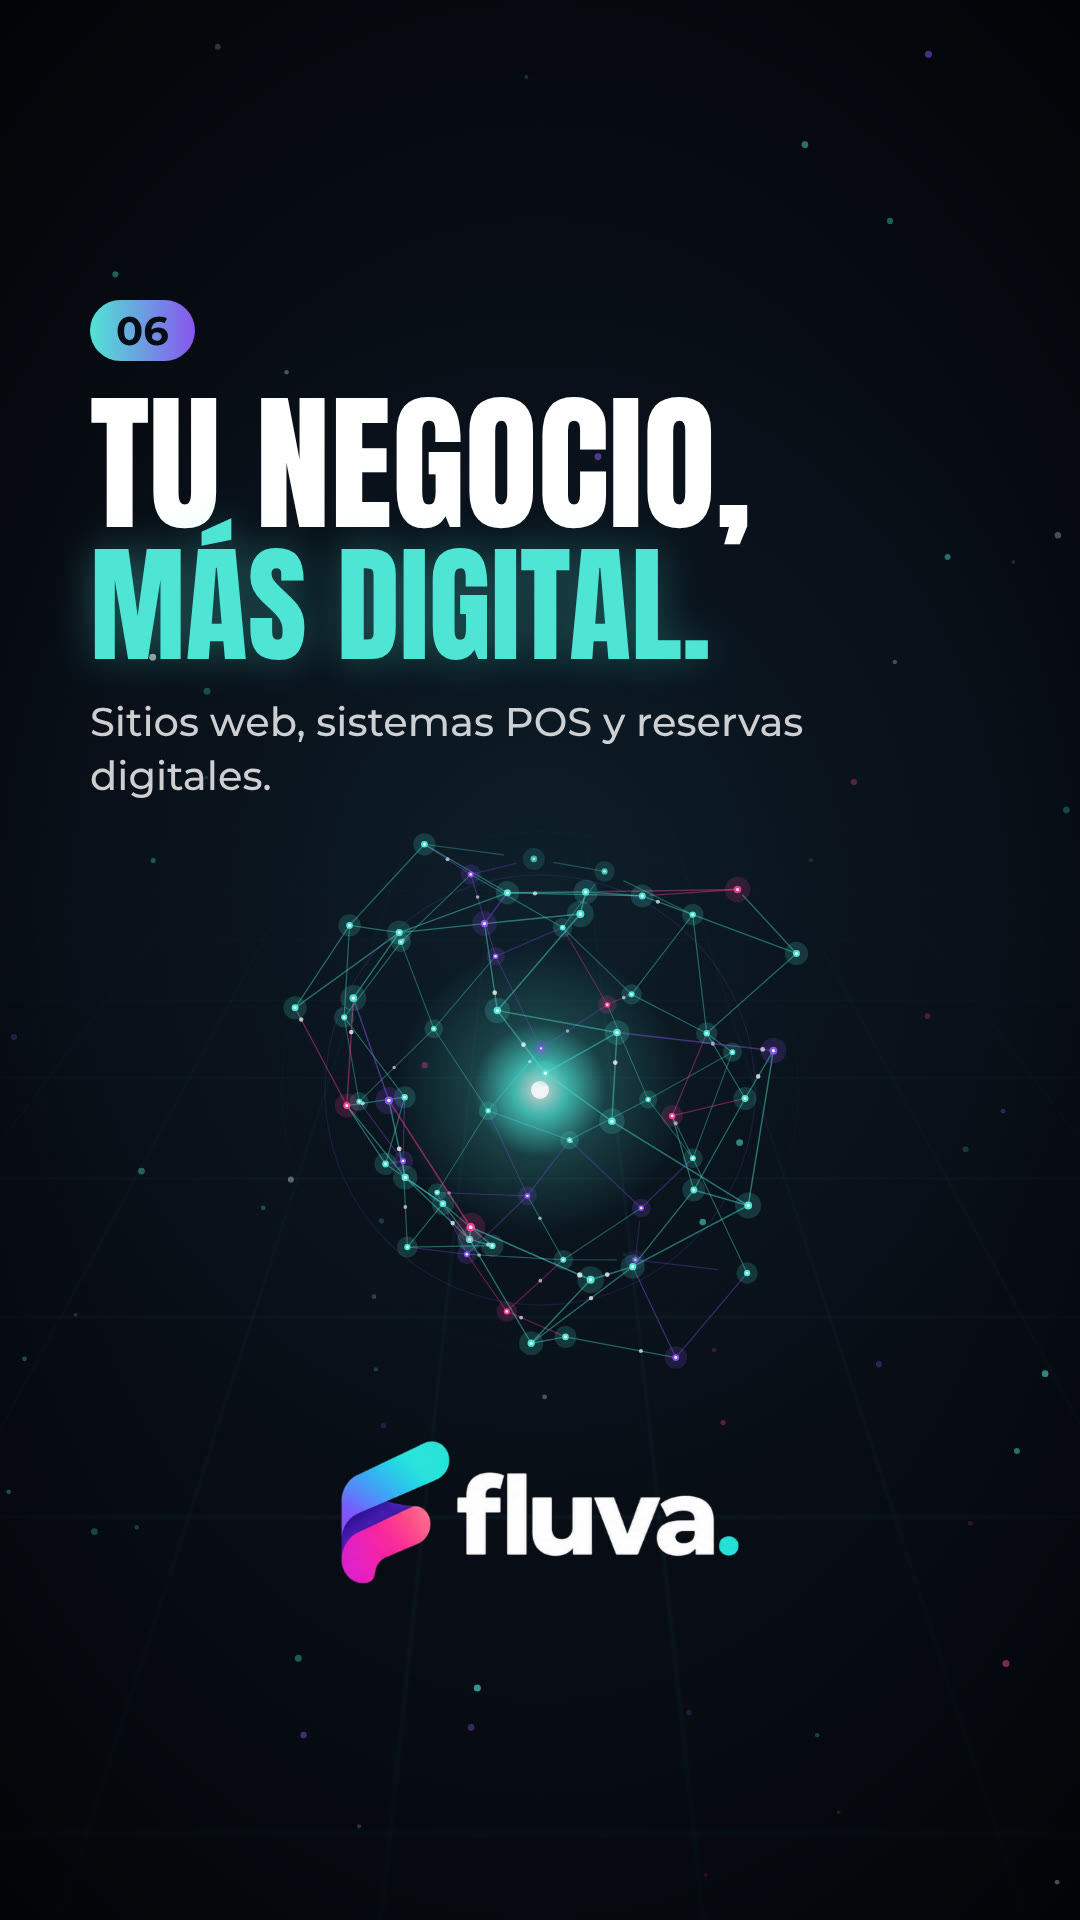 06
TU NEGOCIO,
MÁS DIGITAL.
Sitios web, sistemas POS y reservas
digitales.
fluva.